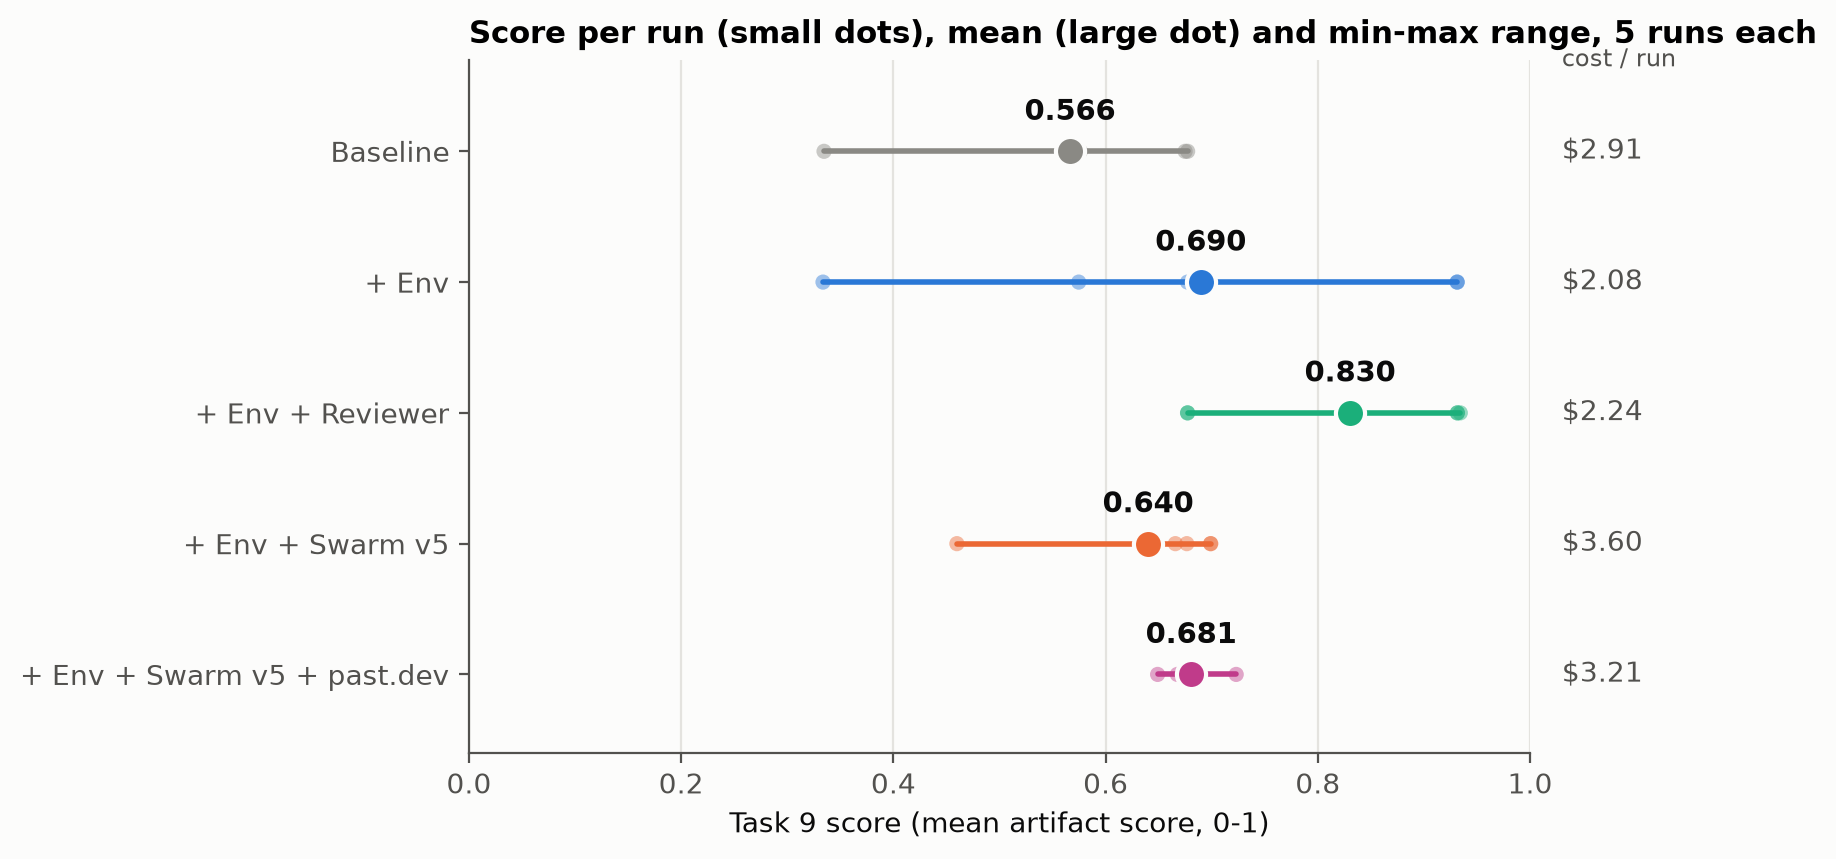 Score per run (small dots), mean (large dot) and min-max range, 5 runs each
cost / run
0.566
Baseline
$2.91
0.690
+ Env
$2.08
0.830
+ Env + Reviewer
$2.24
0.640
+ Env + Swarm v5
$3.60
0.681
+ Env + Swarm v5 + past.dev
$3.21
0.0 0.2 0.4 0.6 0.8 1.0
Task 9 score (mean artifact score, 0-1)